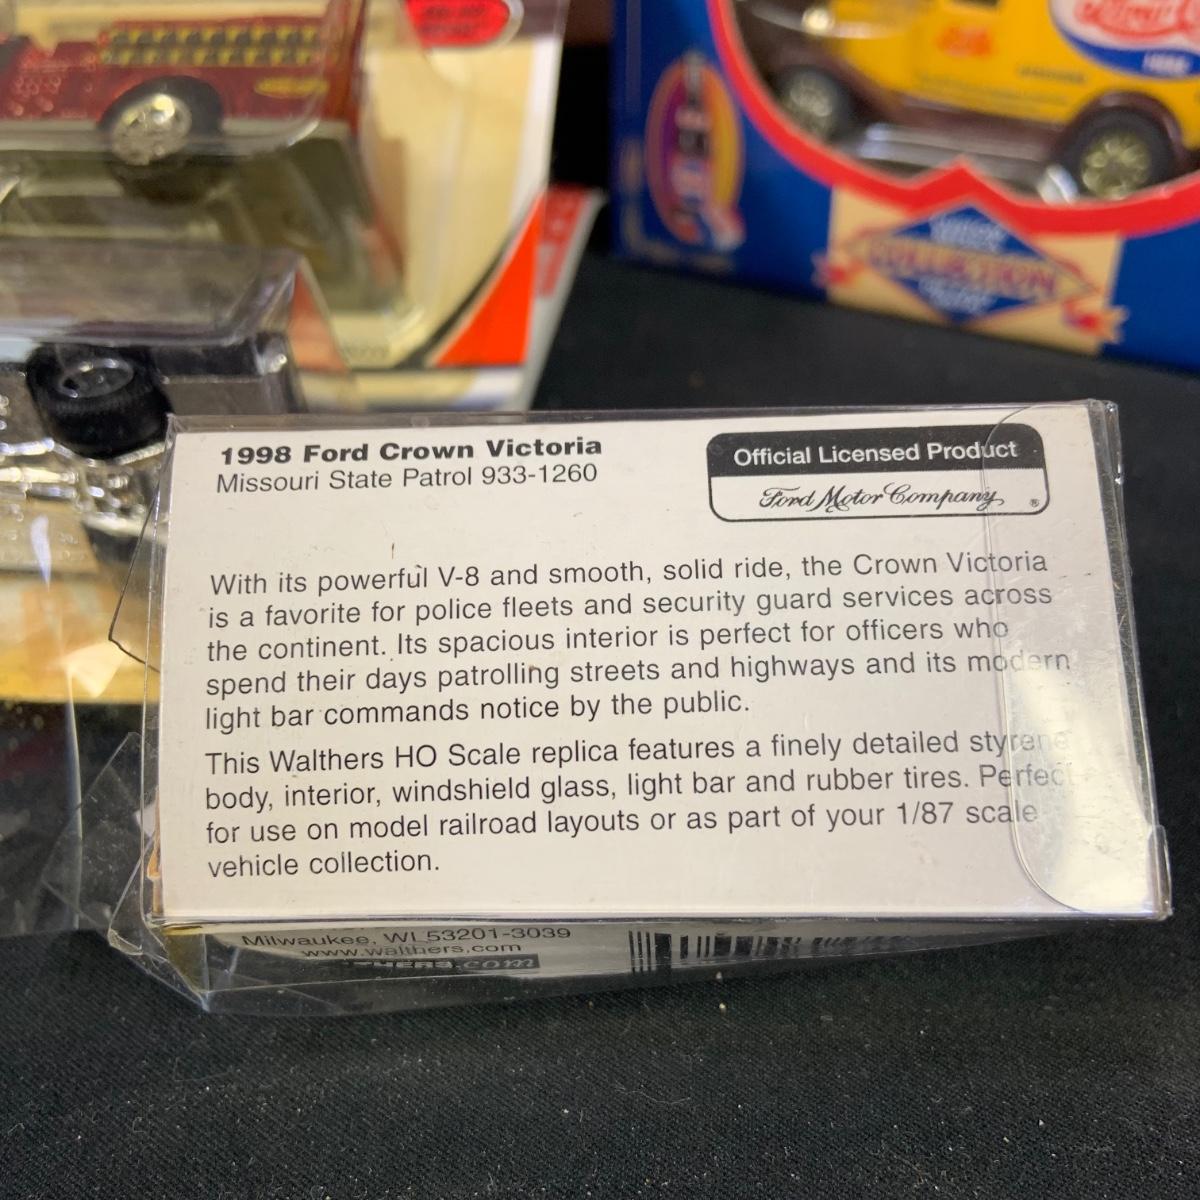 COLLECTION
1998 Ford Crown Victoria
Missouri State Patrol 933-1260
Official Licensed Product
Ford Motor Company ®
With its powerful V-8 and smooth, solid ride, the Crown Victoria
is a favorite for police fleets and security guard services across
the continent. Its spacious interior is perfect for officers who
spend their days patrolling streets and highways and its modern
light bar commands notice by the public.
This Walthers HO Scale replica features a finely detailed styrene
body, interior, windshield glass, light bar and rubber tires. Perfect
for use on model railroad layouts or as part of your 1/87 scale
vehicle collection.
Milwaukee, WI 53201-3039
www.walthers.com